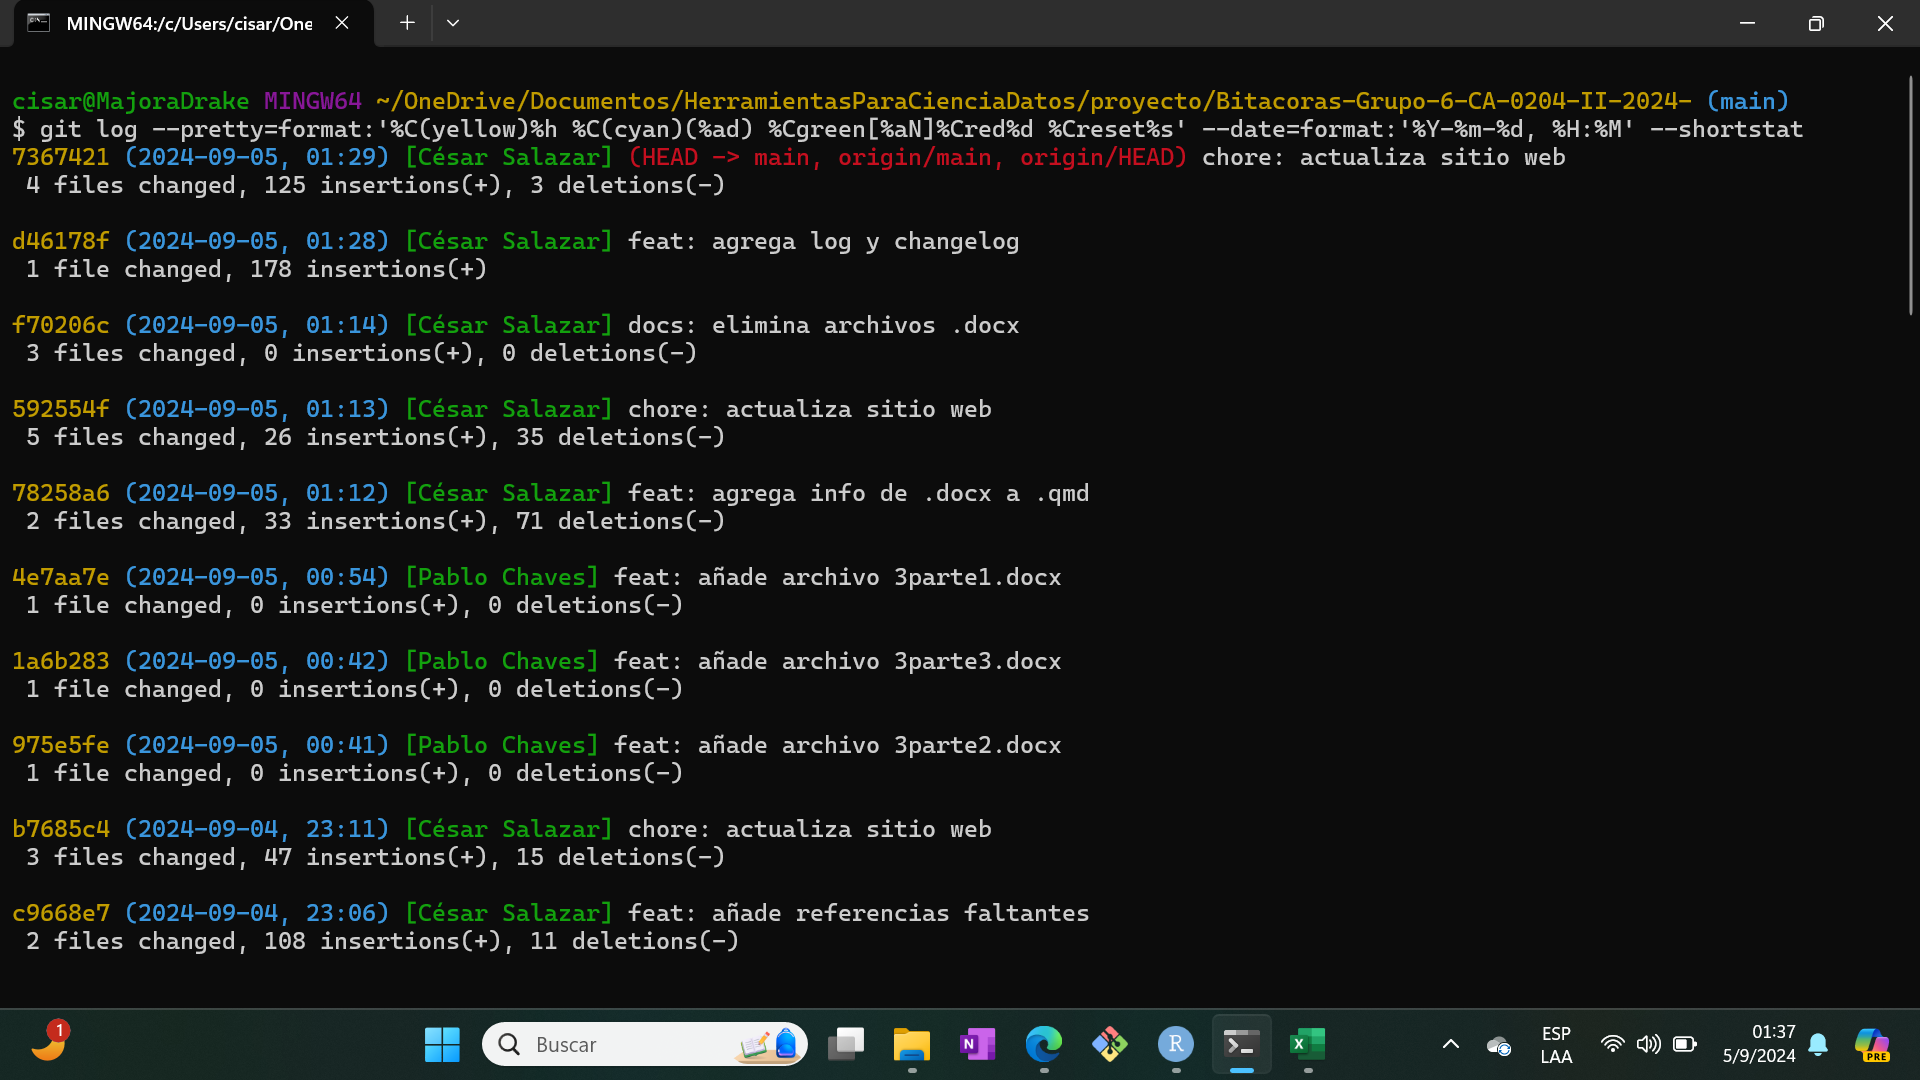 MINGW64:/c/Users/cisar/One
cisar@MajoraDrake MINGW64 ~/OneDrive/Documentos/HerramientasParaCienciaDatos/proyecto/Bitacoras-Grupo-6-CA-0204-II-2024- (main)
$ git log --pretty=format:'%C(yellow)%h %C(cyan)(%ad) %Cgreen[%aN]%Cred%d %Creset%s' --date=format:'%Y-%m-%d, %H:%M' --shortstat
7367421 (2024-09-05, 01:29) [César Salazar] (HEAD -> main, origin/main, origin/HEAD) chore: actualiza sitio web
4 files changed, 125 insertions(+), 3 deletions(-)
d46178f (2024-09-05, 01:28) [César Salazar] feat: agrega log y changelog
1 file changed, 178 insertions(+)
f70206c (2024-09-05, 01:14) [César Salazar] docs: elimina archivos .docx
3 files changed, 0 insertions(+), 0 deletions(-)
592554f (2024-09-05, 01:13) [César Salazar] chore: actualiza sitio web
5 files changed, 26 insertions(+), 35 deletions(-)
78258a6 (2024-09-05, 01:12) [César Salazar] feat: agrega info de .docx a .qmd
2 files changed, 33 insertions(+), 71 deletions(-)
4e7aa7e (2024-09-05, 00:54) [Pablo Chaves] feat: añade archivo 3parte1.docx
1 file changed, 0 insertions(+), 0 deletions(-)
1a6b283 (2024-09-05, 00:42) [Pablo Chaves] feat: añade archivo 3parte3.docx
1 file changed, 0 insertions(+), 0 deletions(-)
975e5fe (2024-09-05, 00:41) [Pablo Chaves] feat: añade archivo 3parte2.docx
1 file changed, 0 insertions(+), 0 deletions(-)
b7685c4 (2024-09-04, 23:11) [César Salazar] chore: actualiza sitio web
3 files changed, 47 insertions(+), 15 deletions(-)
c9668e7 (2024-09-04, 23:06) [César Salazar] feat: añade referencias faltantes
2 files changed, 108 insertions(+), 11 deletions(-)
1
Buscar
N
R
X
ESP
LAA
01:37
5/9/2024
PRE